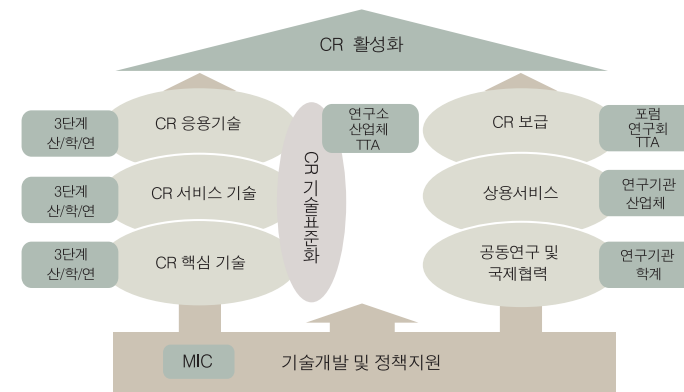 CR 활성화
3단계
산/학/연
CR 응용기술
연구소
산업체
TTA
CR 보급
포럼
연구회
TTA
3단계
산/학/연
CR 서비스 기술
CR 기술표준화
상용서비스
연구기관
산업체
3단계
산/학/연
CR 핵심 기술
공동연구 및
국제협력
연구기관
학계
MIC
기술개발 및 정책지원